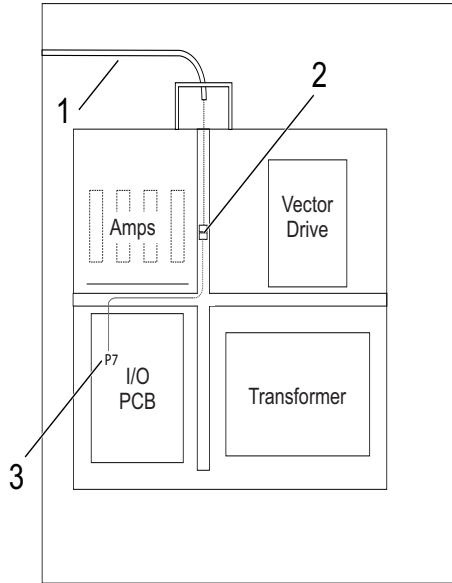 1
2
Amps
Vector
Drive
P7
I/O
PCB
Transformer
3